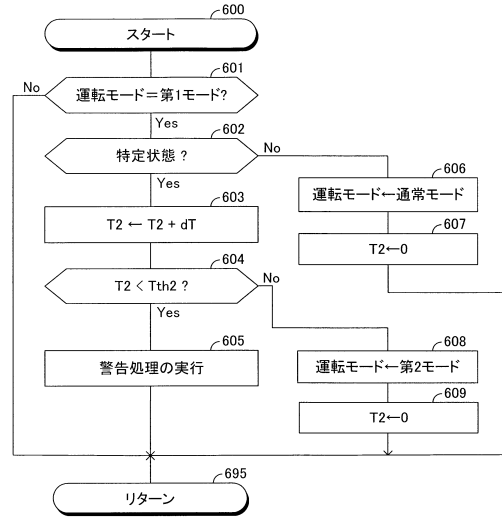 600
スタート
601
No
運転モード＝第1モード?
Yes
602
特定状態 ?
No
Yes
603
T2 ← T2 + dT
606
運転モード←通常モード
607
T2←0
604
T2 < Tth2 ?
No
Yes
605
警告処理の実行
608
運転モード←第2モード
609
T2←0
695
リターン